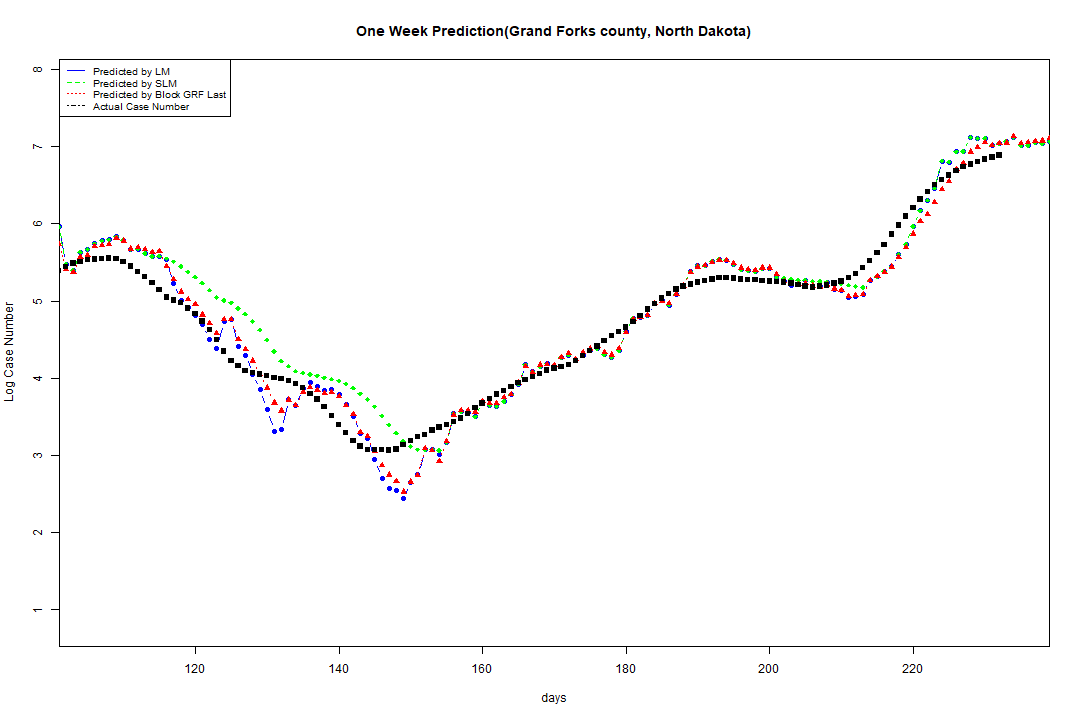 One Week Prediction(Grand Forks county, North Dakota)
Predicted by LM
Predicted by SLM
Predicted by Block GRF Last
Actual Case Number
8
7
6
5
4
3
2
1
Log Case Number
120 140 160 180 200 220
days